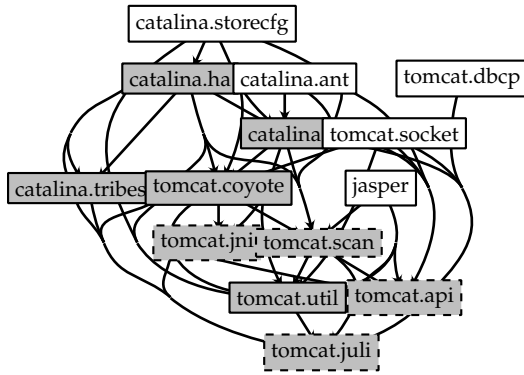 catalina.storecfg
catalina.ha
catalina.ant
tomcat.dbcp
catalina
tomcat.socket
catalina.tribes
tomcat.coyote
jasper
tomcat.jni
tomcat.scan
tomcat.util
tomcat.api
tomcat.juli